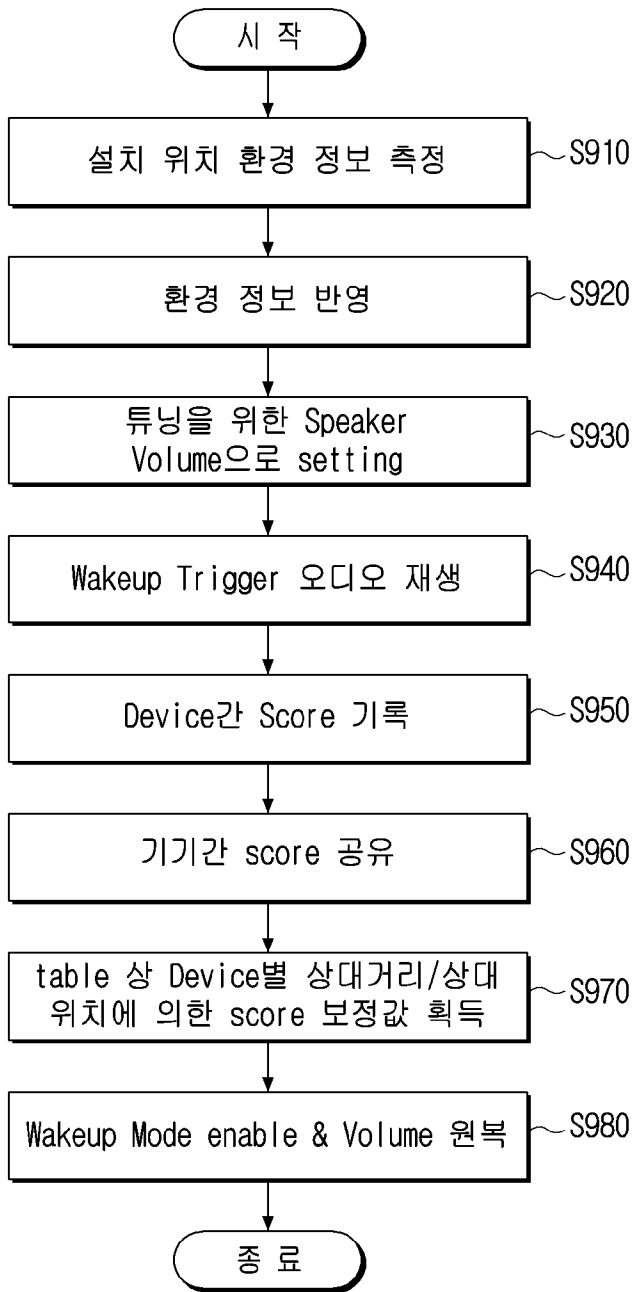 시 작
설치 위치 환경 정보 측정
S910
환경 정보 반영
S920
튜닝을 위한 Speaker
Volume으로 setting
S930
Wakeup Trigger 오디오 재생
S940
Device간 Score 기록
S950
기기간 score 공유
S960
table 상 Device별 상대거리/상대
위치에 의한 score 보정값 획득
S970
Wakeup Mode enable & Volume 원복
S980
종 료